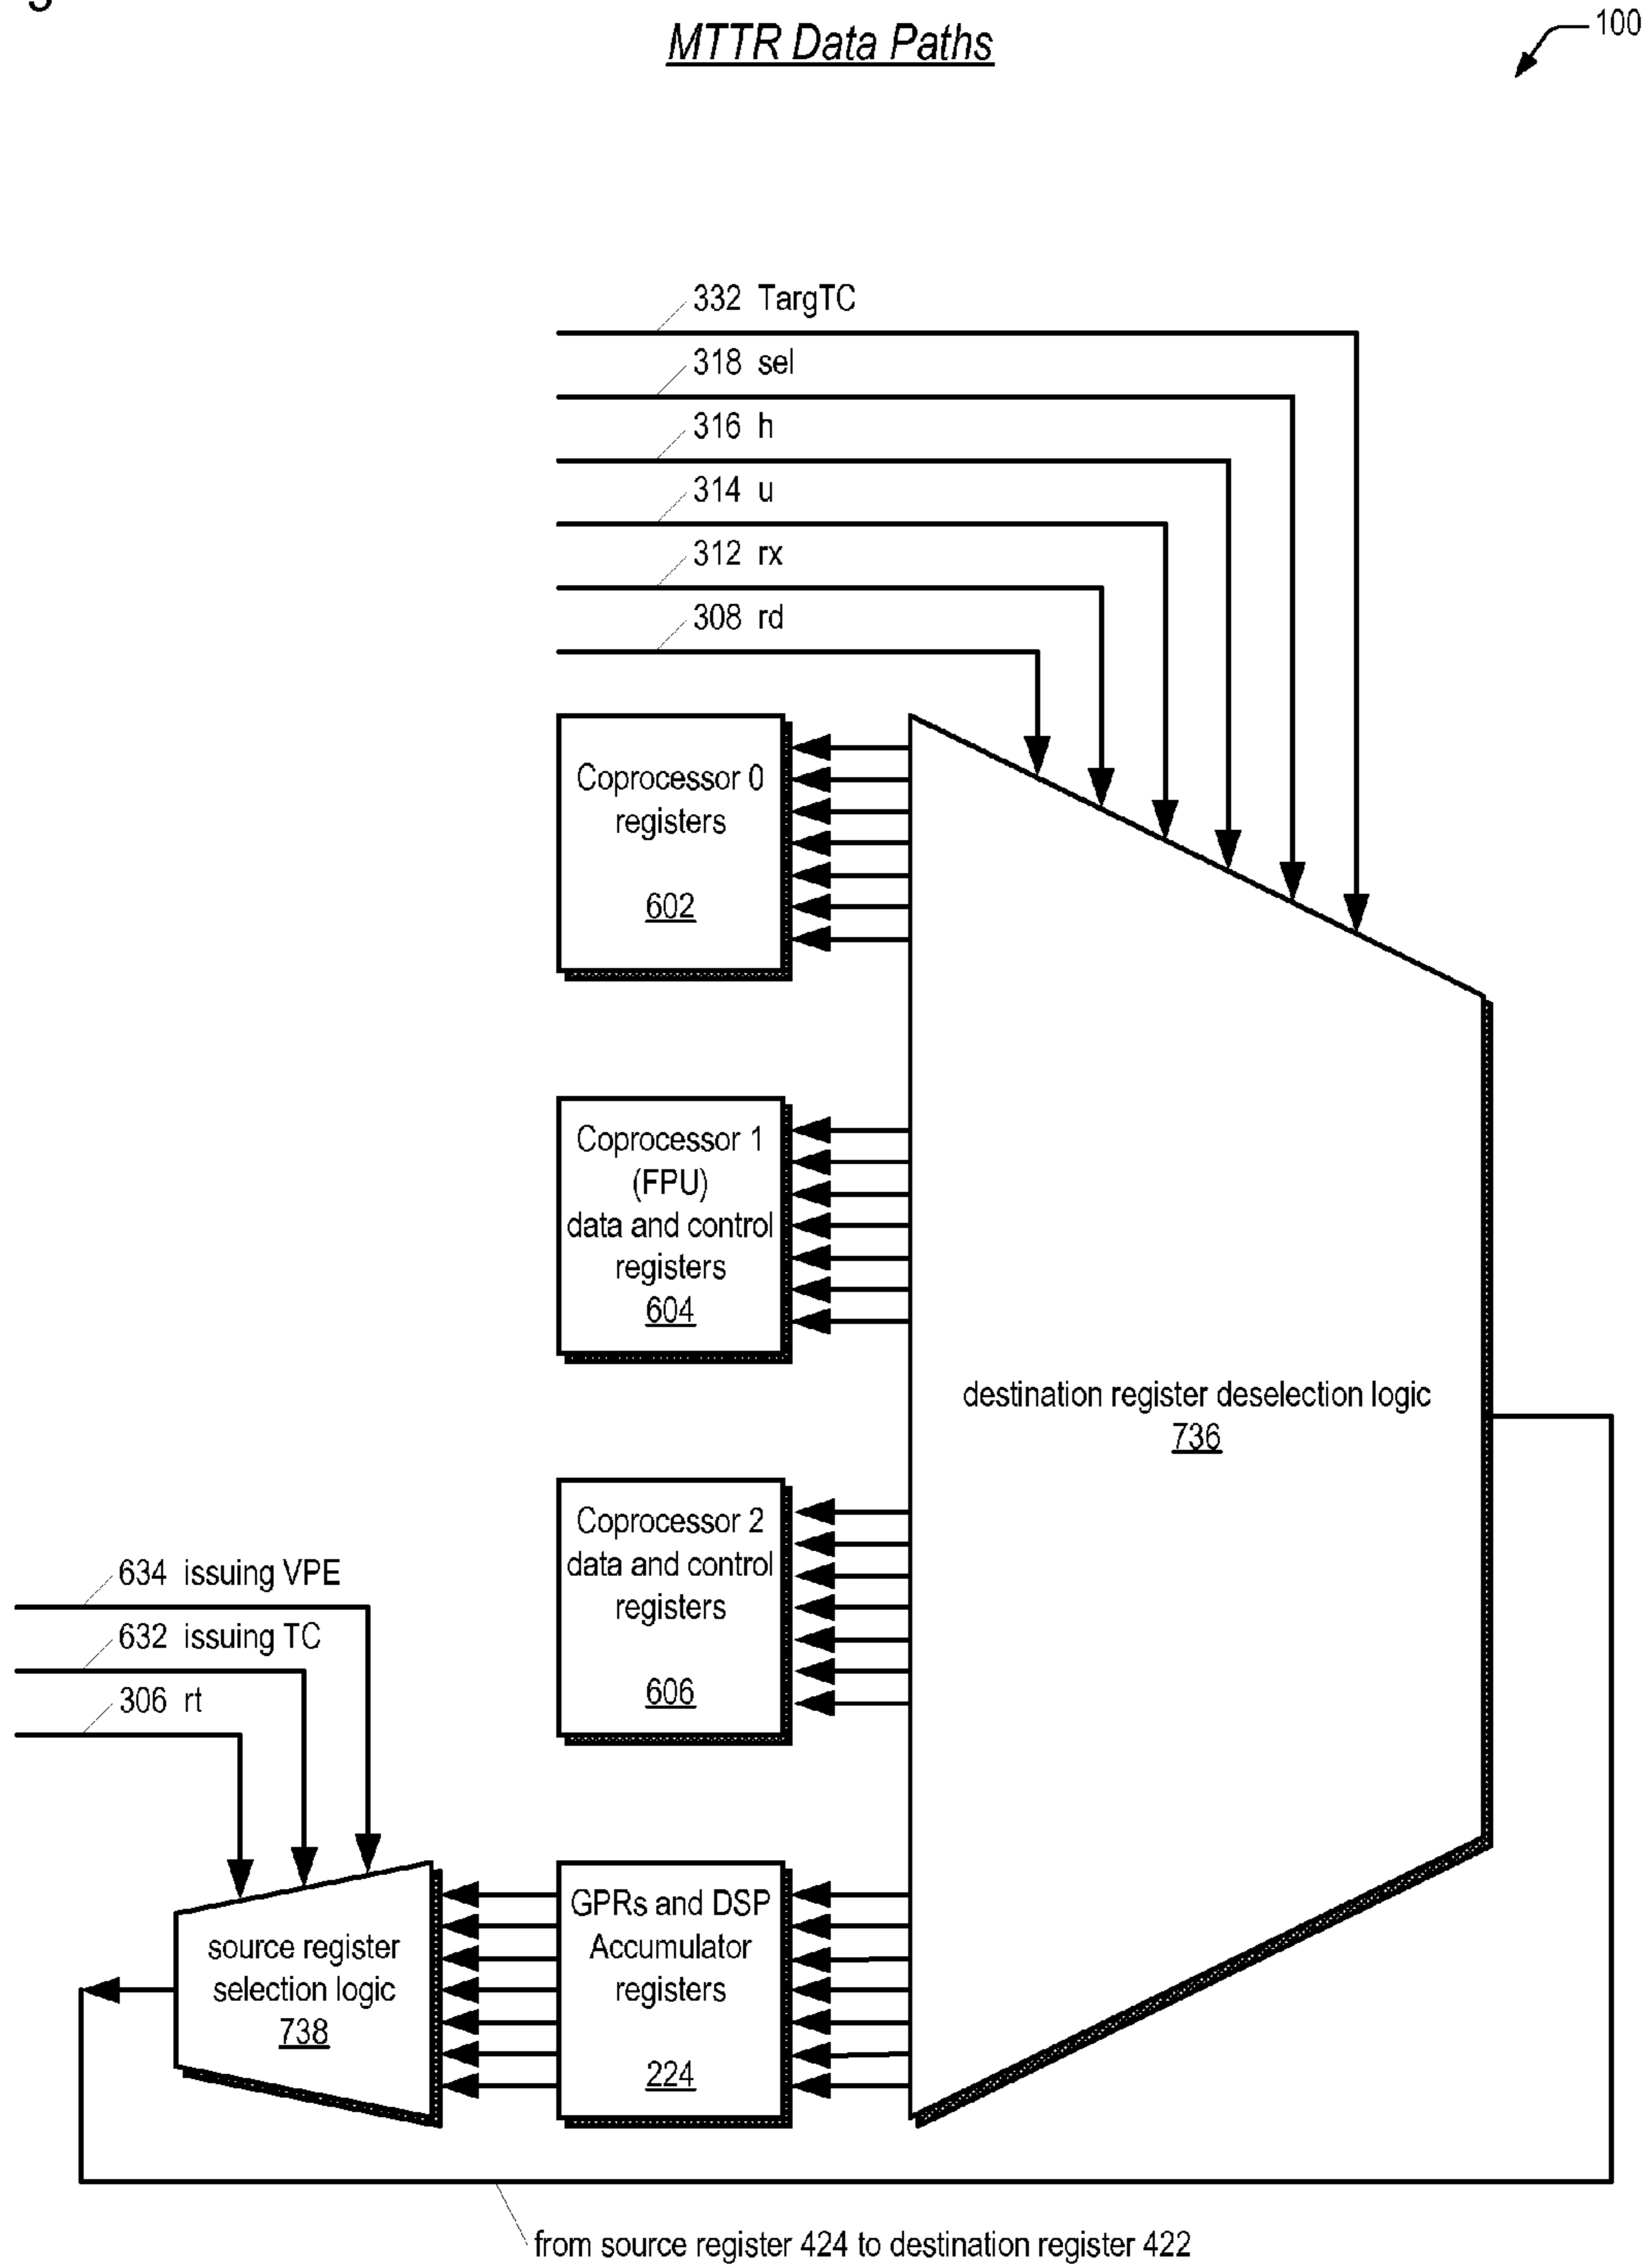 MTTR Data Paths
100
332 TargTC
318 sel
316 h
314 u
312 rx
308 rd
Coprocessor 0
registers
602
Coprocessor 1
(FPU)
data and control
registers
604
destination register deselection logic
736
Coprocessor 2
data and control
registers
606
634 issuing VPE
632 issuing TC
306 rt
source register
selection logic
738
GPRs and DSP
Accumulator
registers
224
from source register 424 to destination register 422